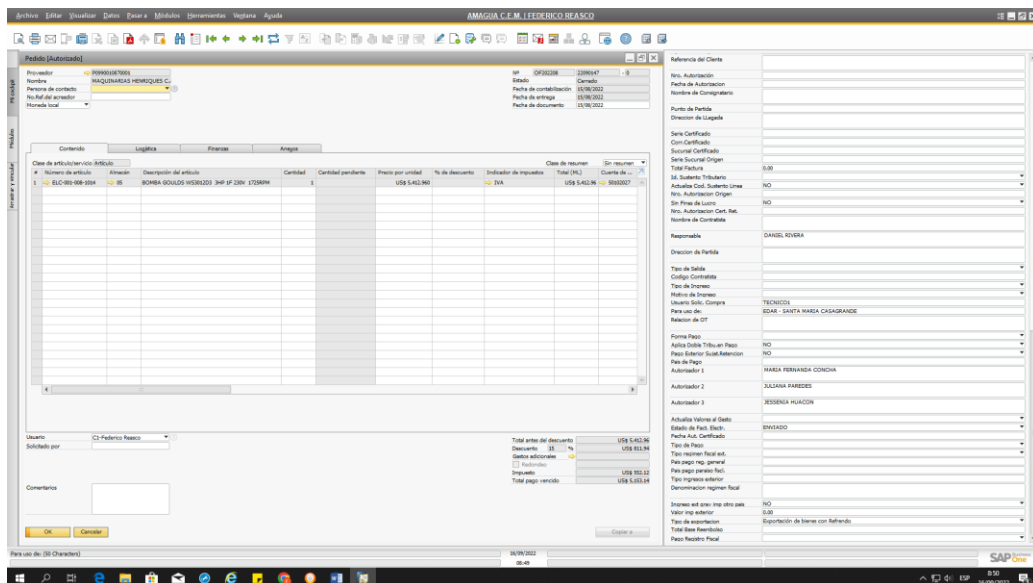 Archivo Editar Visualizar Datos Pasar a Módulos Herramientas Ventana Ayuda
AMAGUA C.E.M. | FEDERICO REASCO
Pedido [Autorizado]
Proveedor P0990010670001
Nombre MAQUINARIAS HENRIQUES C.
Persona de contacto
No.Ref.del acreedor
Moneda local
Nº OF202208 22090147 - 0
Estado Cerrado
Fecha de contabilización 15/08/2022
Fecha de entrega 15/08/2022
Fecha de documento 15/08/2022
Contenido Logística Finanzas Anexos
Clase de artículo/servicio Artículo
Clase de resumen Sin resumen
# Número de artículo Almacén Descripción del artículo Cantidad Cantidad pendiente Precio por unidad % de descuento Indicador de impuestos Total (ML) Cuenta de ...
1 ELC-001-008-1014 05 BOMBA GOULDS WS3012D3 3HP 1F 230V 1725RPM 1 US$ 5,412.960 IVA US$ 5,412.96 50102027
Usuario C1-Federico Reasco
Solicitado por
Total antes del descuento US$ 5,412.96
Descuento 15 % US$ 811.94
Gastos adicionales
Redondeo
Impuesto US$ 552.12
Total pago vencido US$ 5,153.14
Comentarios
OK Cancelar
Copiar a
Referencia del Cliente
Nro. Autorización
Fecha de Autorizacion
Nombre de Consignatario
Punto de Partida
Direccion de LLegada
Serie Certificado
Com.Certificado
Sucursal Certificado
Serie Sucursal Origen
Total Factura 0.00
Id. Sustento Tributario
Actualiza Cod. Sustento Linea NO
Nro. Autorizacion Origen
Sin Fines de Lucro NO
Nro. Autorizacion Cert. Ret.
Nombre de Contratista
Responsable DANIEL RIVERA
Direccion de Partida
Tipo de Salida
Codigo Contratista
Tipo de Ingreso
Motivo de Ingreso
Usuario Solic. Compra TECNICO1
Para uso de: EDAR - SANTA MARIA CASAGRANDE
Relacion de OT
Forma Pago
Aplica Doble Tribu.en Pago NO
Pago Exterior Sujet.Retencion NO
Pais de Pago
Autorizador 1 MARIA FERNANDA CONCHA
Autorizador 2 JULIANA PAREDES
Autorizador 3 JESSENIA HUACON
Actualiza Valores al Gasto
Estado de Fact. Electr. ENVIADO
Fecha Aut. Certificado
Tipo de Pago
Tipo regimen fiscal ext.
Pais pago reg. general
Pais pago paraiso fiscl.
Tipo ingresos exterior
Denominacion regimen fiscal
Ingreso ext grav imp otro pais NO
Valor imp exterior 0.00
Tipo de exportacion Exportación de bienes con Refrendo
Total Base Reembolso
Pago Registro Fiscal
Para uso de: (50 Characters)
16/09/2022
08:49
SAP Business One
ESP
8:50
16/09/2022